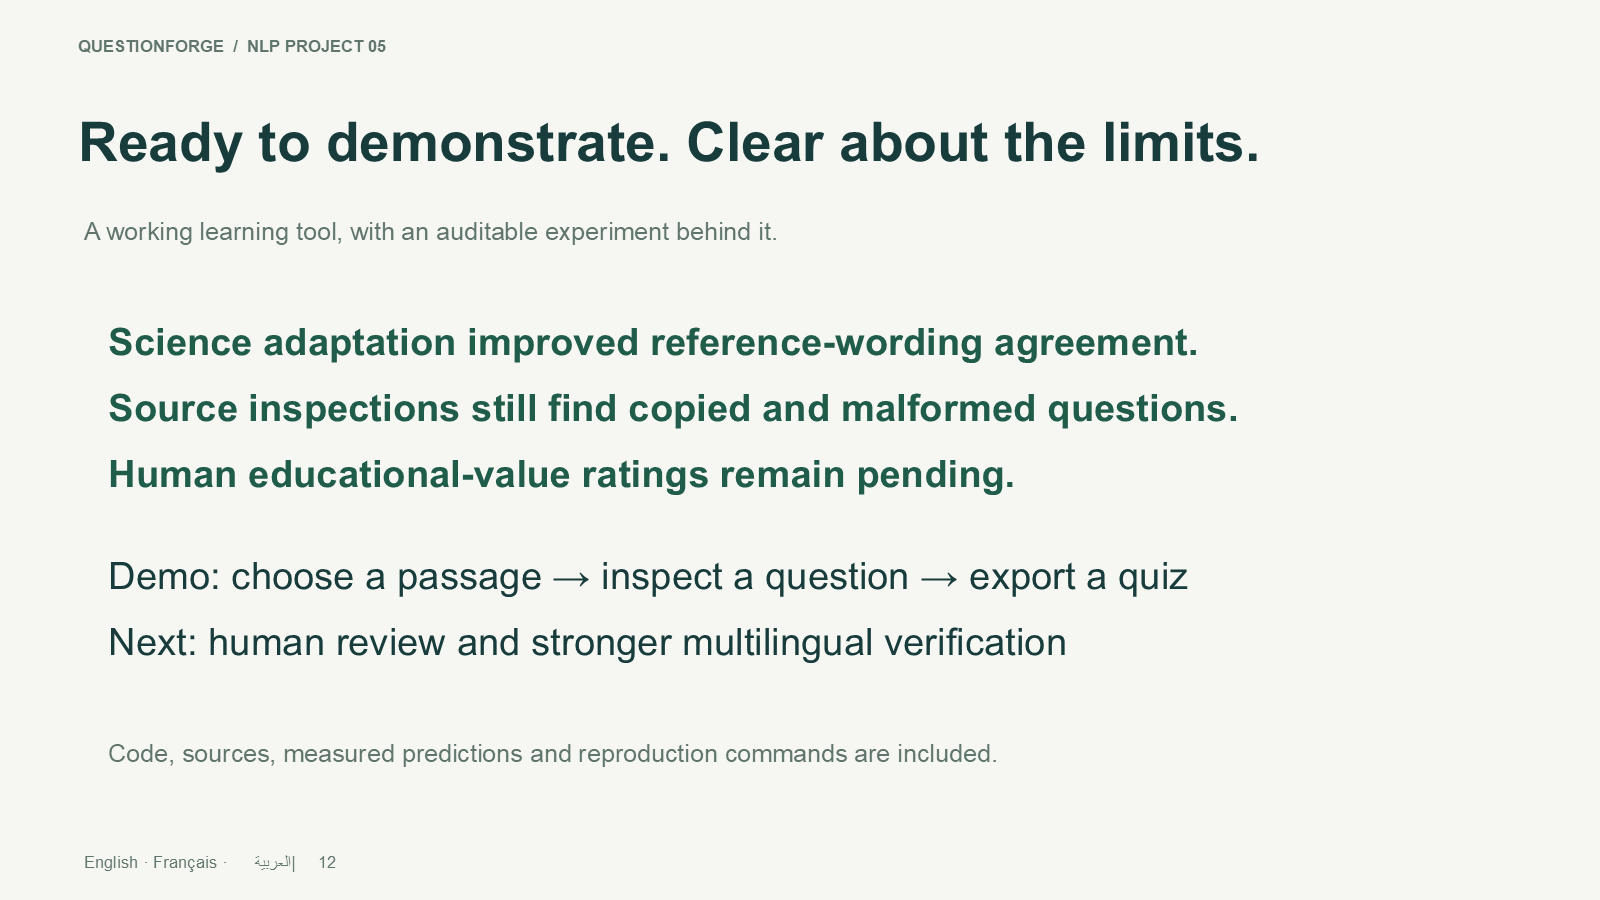 QUESTIONFORGE / NLP PROJECT 05
Ready to demonstrate. Clear about the limits.
A working learning tool, with an auditable experiment behind it.
Science adaptation improved reference-wording agreement.
Source inspections still find copied and malformed questions.
Human educational-value ratings remain pending.
Demo: choose a passage → inspect a question → export a quiz
Next: human review and stronger multilingual verification
Code, sources, measured predictions and reproduction commands are included.
English · Français · العربية | 12